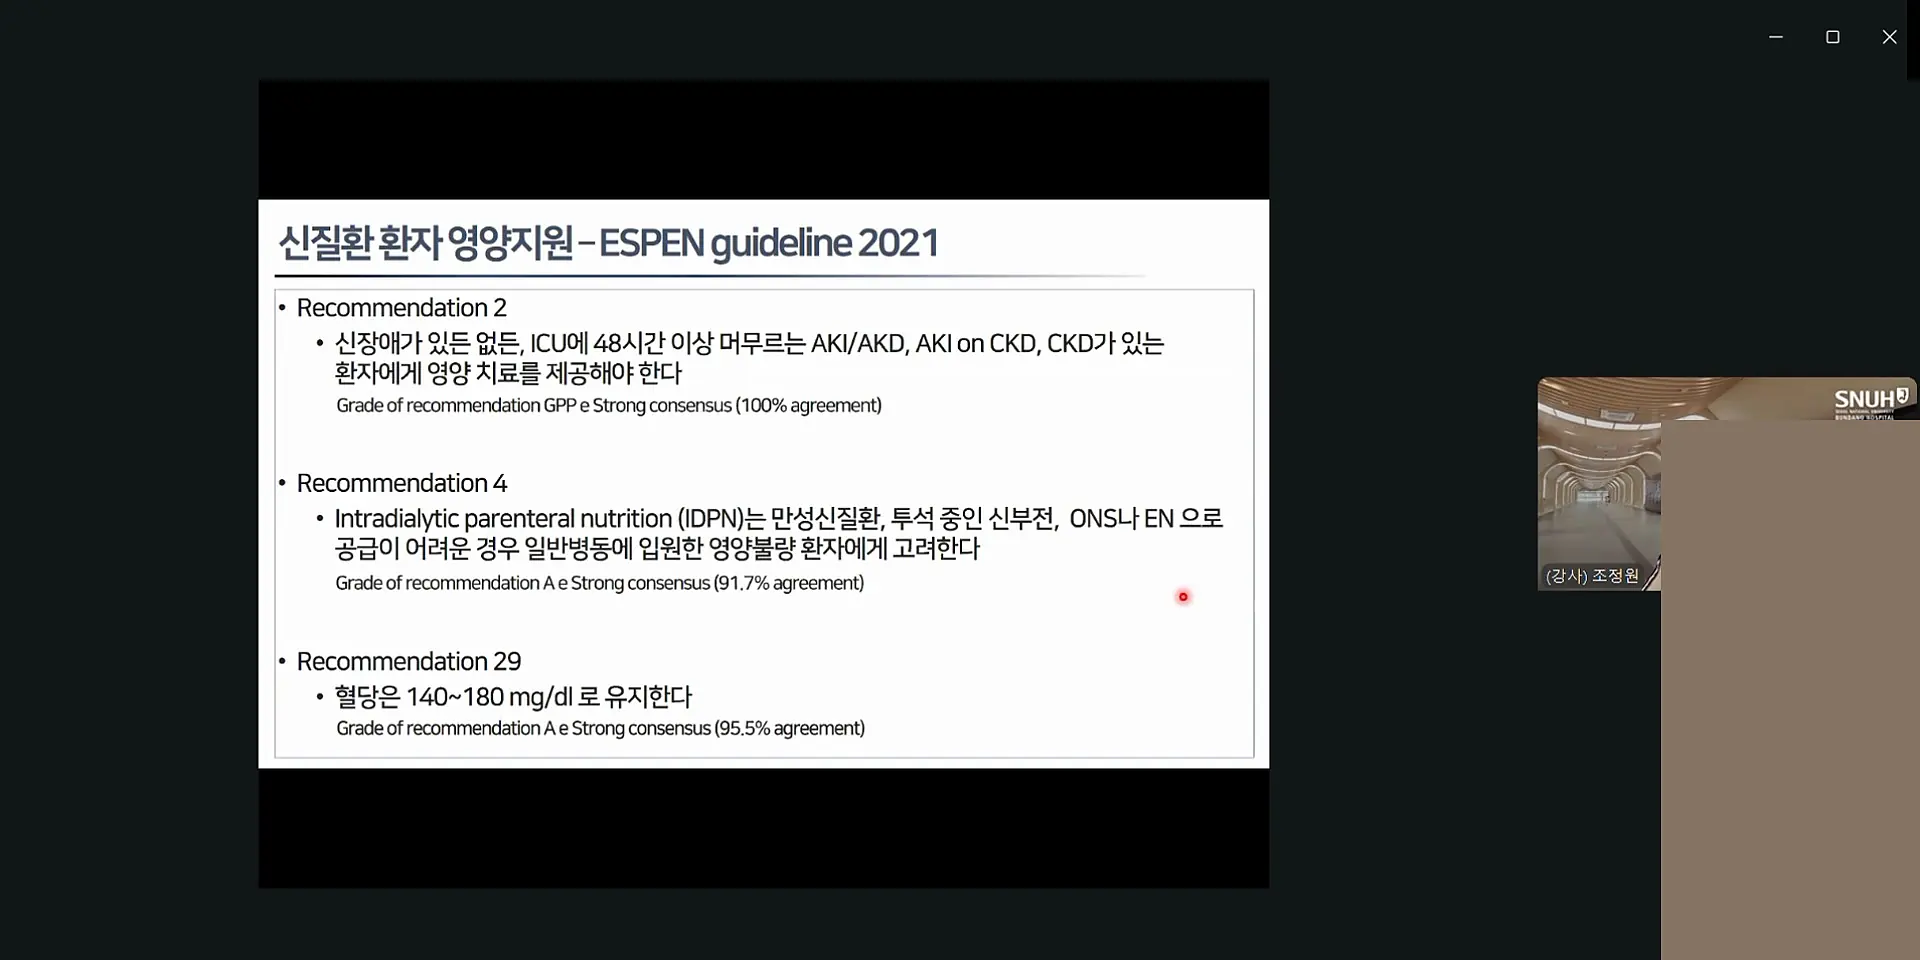 신질환 환자 영양지원 – ESPEN guideline 2021
• Recommendation 2
• 신장애가 있든 없든, ICU에 48시간 이상 머무르는 AKI/AKD, AKI on CKD, CKD가 있는
환자에게 영양 치료를 제공해야 한다
Grade of recommendation GPP e Strong consensus (100% agreement)
• Recommendation 4
• Intradialytic parenteral nutrition (IDPN)는 만성신질환, 투석 중인 신부전, ONS나 EN 으로
공급이 어려운 경우 일반병동에 입원한 영양불량 환자에게 고려한다
Grade of recommendation A e Strong consensus (91.7% agreement)
• Recommendation 29
• 혈당은 140~180 mg/dl 로 유지한다
Grade of recommendation A e Strong consensus (95.5% agreement)
SNUH
SEOUL NATIONAL UNIVERSITY
BUNDANG HOSPITAL
(강사) 조정원